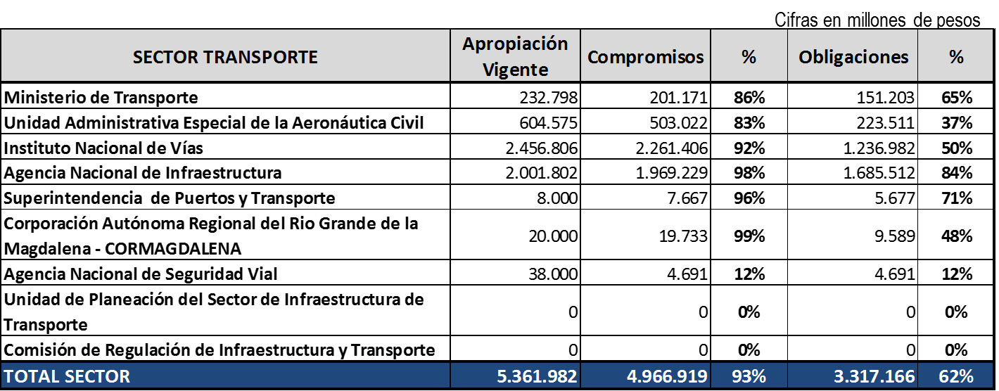 Cifras en millones de pesos
SECTOR TRANSPORTE Apropiación Vigente Compromisos % Obligaciones %
Ministerio de Transporte 232.798 201.171 86% 151.203 65%
Unidad Administrativa Especial de la Aeronáutica Civil 604.575 503.022 83% 223.511 37%
Instituto Nacional de Vías 2.456.806 2.261.406 92% 1.236.982 50%
Agencia Nacional de Infraestructura 2.001.802 1.969.229 98% 1.685.512 84%
Superintendencia de Puertos y Transporte 8.000 7.667 96% 5.677 71%
Corporación Autónoma Regional del Rio Grande de la
Magdalena - CORMAGDALENA 20.000 19.733 99% 9.589 48%
Agencia Nacional de Seguridad Vial 38.000 4.691 12% 4.691 12%
Unidad de Planeación del Sector de Infraestructura de
Transporte 0 0 0% 0 0%
Comisión de Regulación de Infraestructura y Transporte 0 0 0% 0 0%
TOTAL SECTOR 5.361.982 4.966.919 93% 3.317.166 62%